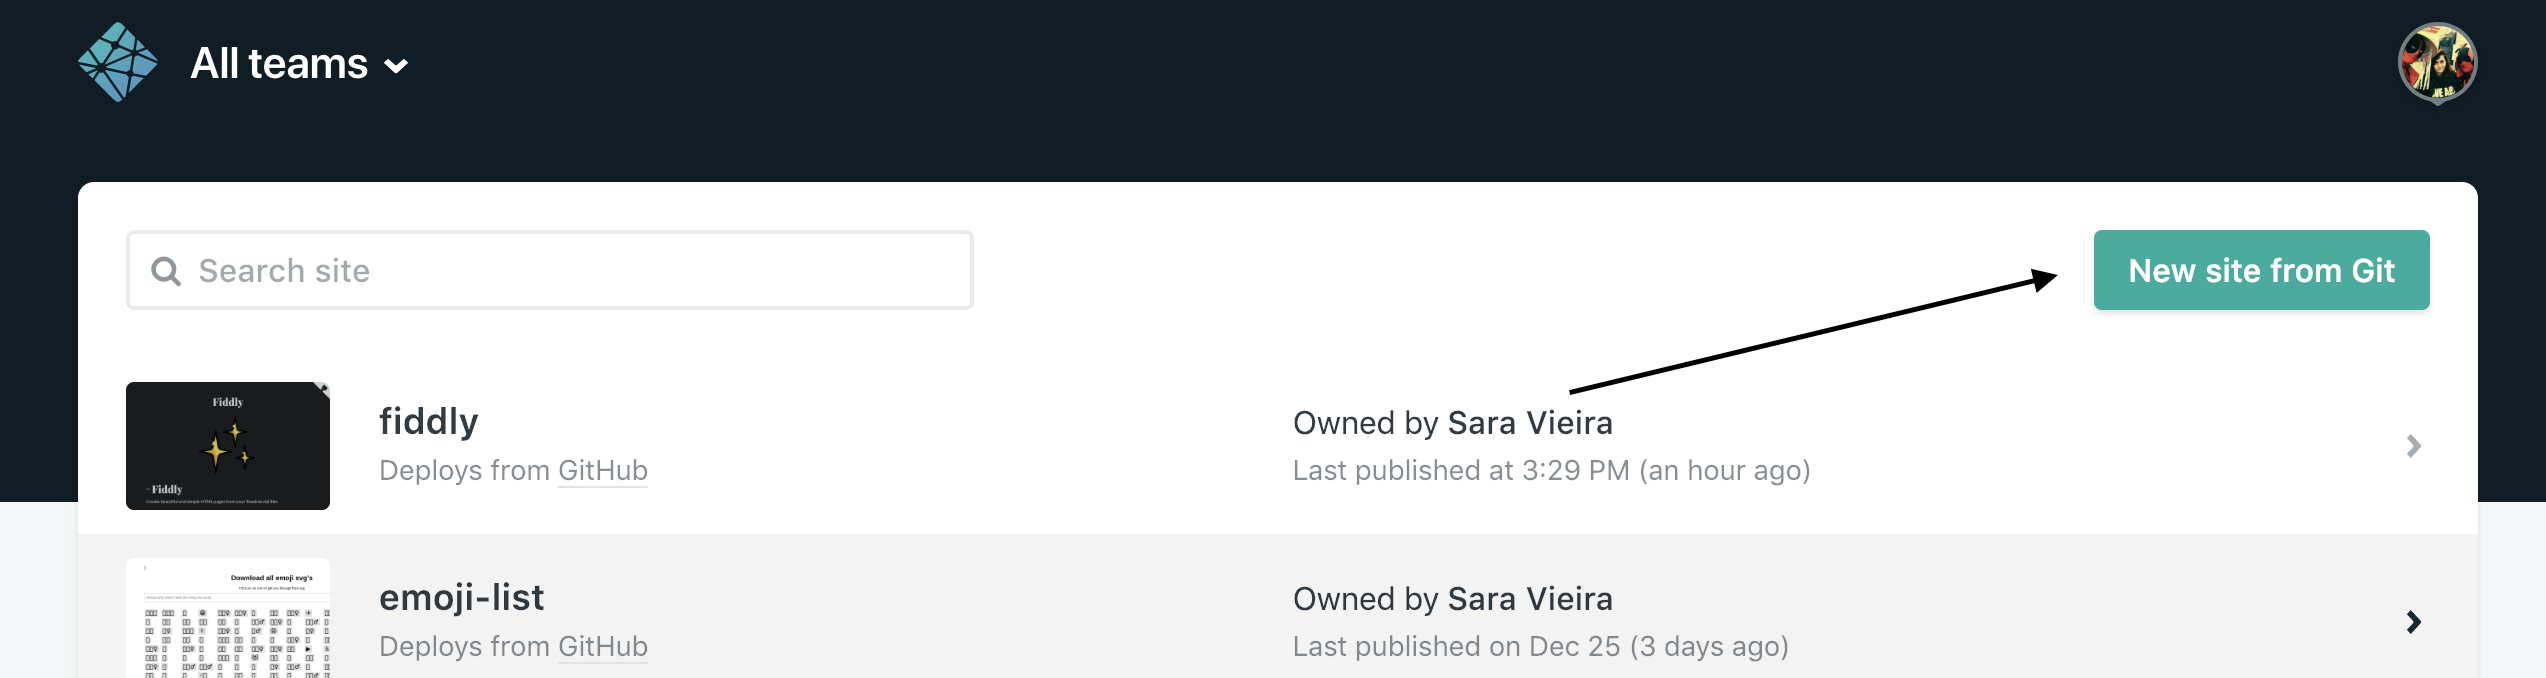 All teams
Search site
New site from Git
Fiddly
~ Fiddly
fiddly
Deploys from GitHub
Owned by Sara Vieira
Last published at 3:29 PM (an hour ago)
Download all emoji svg's
emoji-list
Deploys from GitHub
Owned by Sara Vieira
Last published on Dec 25 (3 days ago)